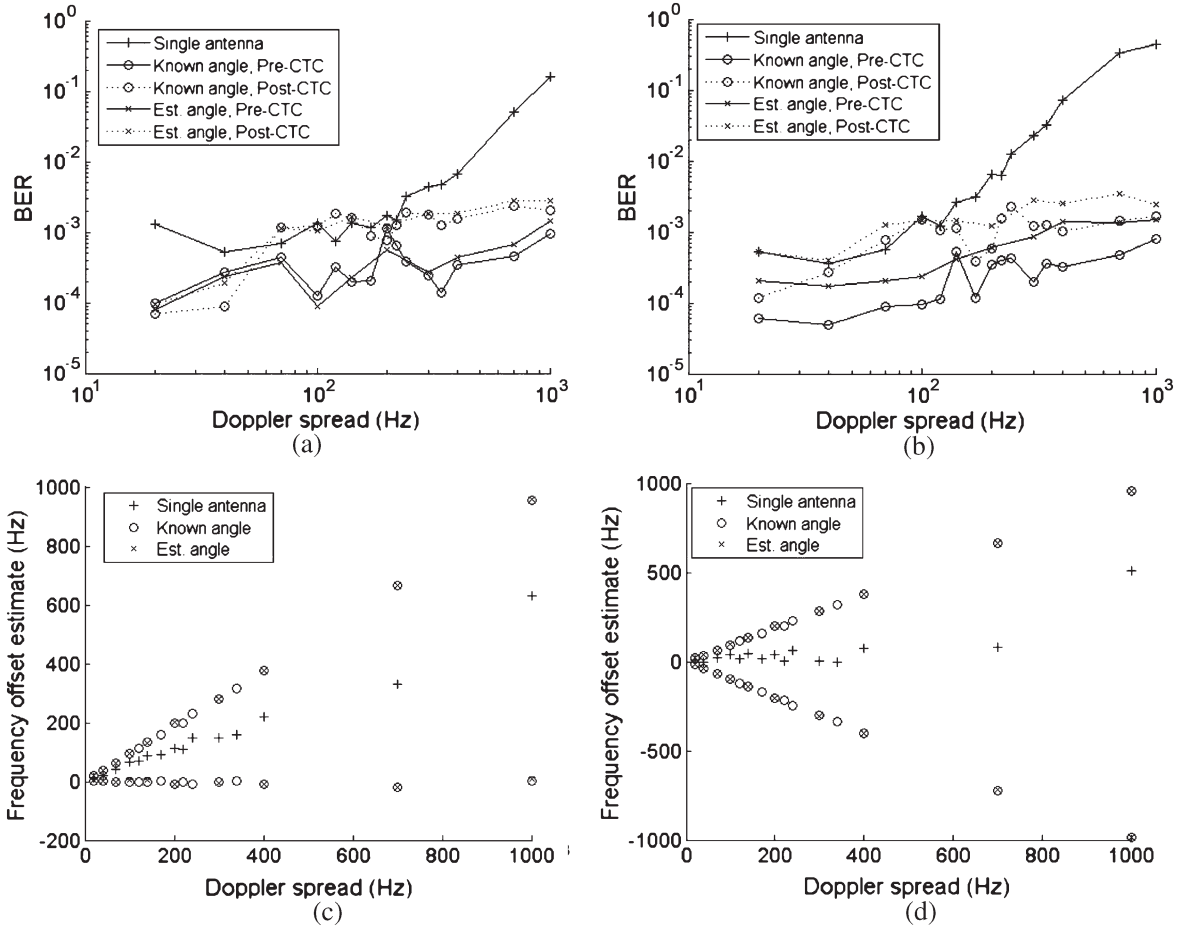 10^0
10^-1
10^-2
10^-3
10^-4
10^-5
BER
Single antenna
Known angle, Pre-CTC
Known angle, Post-CTC
Est. angle, Pre-CTC
Est. angle, Post-CTC
10^1
10^2
10^3
Doppler spread (Hz)
(a)
10^0
10^-1
10^-2
10^-3
10^-4
10^-5
BER
Single antenna
Known angle, Pre-CTC
Known angle, Post-CTC
Est. angle, Pre-CTC
Est. angle, Post-CTC
10^1
10^2
10^3
Doppler spread (Hz)
(b)
1000
800
600
400
200
0
-200
Frequency offset estimate (Hz)
Single antenna
Known angle
Est. angle
0
200
400
600
800
1000
Doppler spread (Hz)
(c)
1000
500
0
-500
-1000
Frequency offset estimate (Hz)
Single antenna
Known angle
Est. angle
0
200
400
600
800
1000
Doppler spread (Hz)
(d)